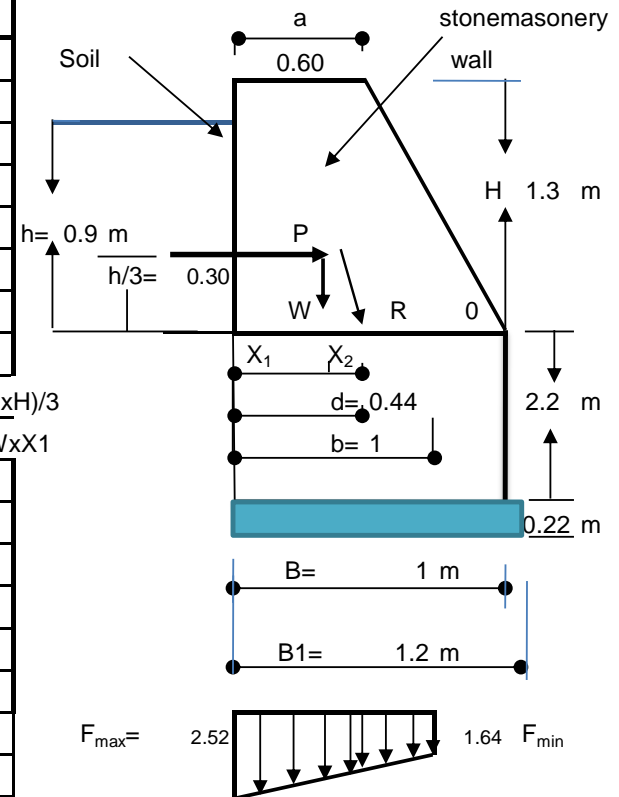 a
stonemasonery
Soil
0.60
wall
H 1.3 m
h= 0.9 m
P
h/3= 0.30
W R 0
X₁ X₂
xH)/3
d= 0.44
2.2 m
VxX1
b= 1
0.22 m
B= 1 m
B1= 1.2 m
Fmax= 2.52
1.64 Fmin